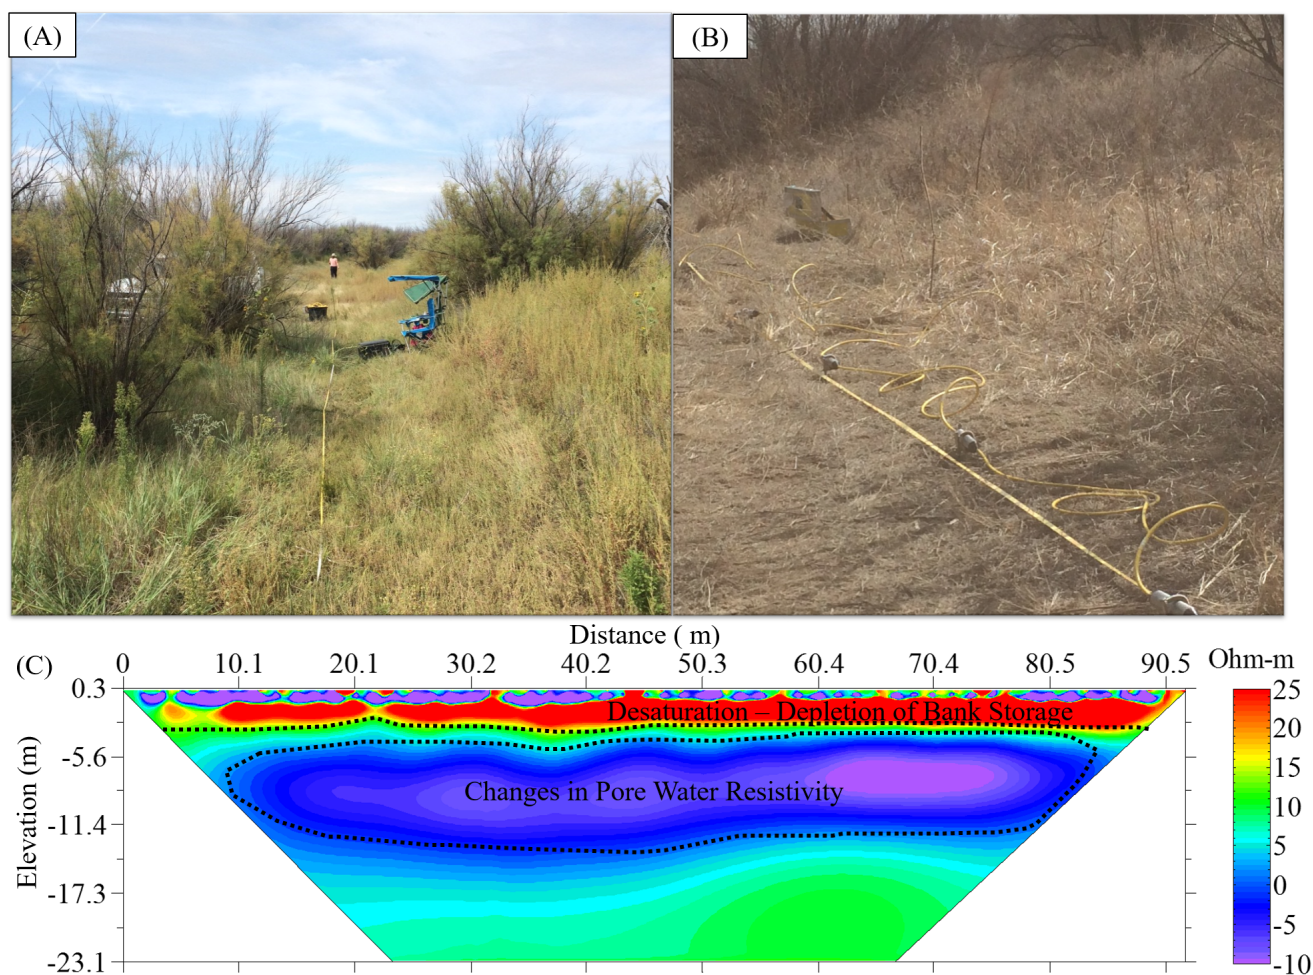 (A)
(B)
Distance ( m)
(C)
0 10.1 20.1 30.2 40.2 50.3 60.4 70.4 80.5 90.5
Ohm-m
0.3
-5.6
-11.4
-17.3
-23.1
Elevation (m)
Desaturation – Depletion of Bank Storage
Changes in Pore Water Resistivity
25
20
15
10
5
0
-5
-10